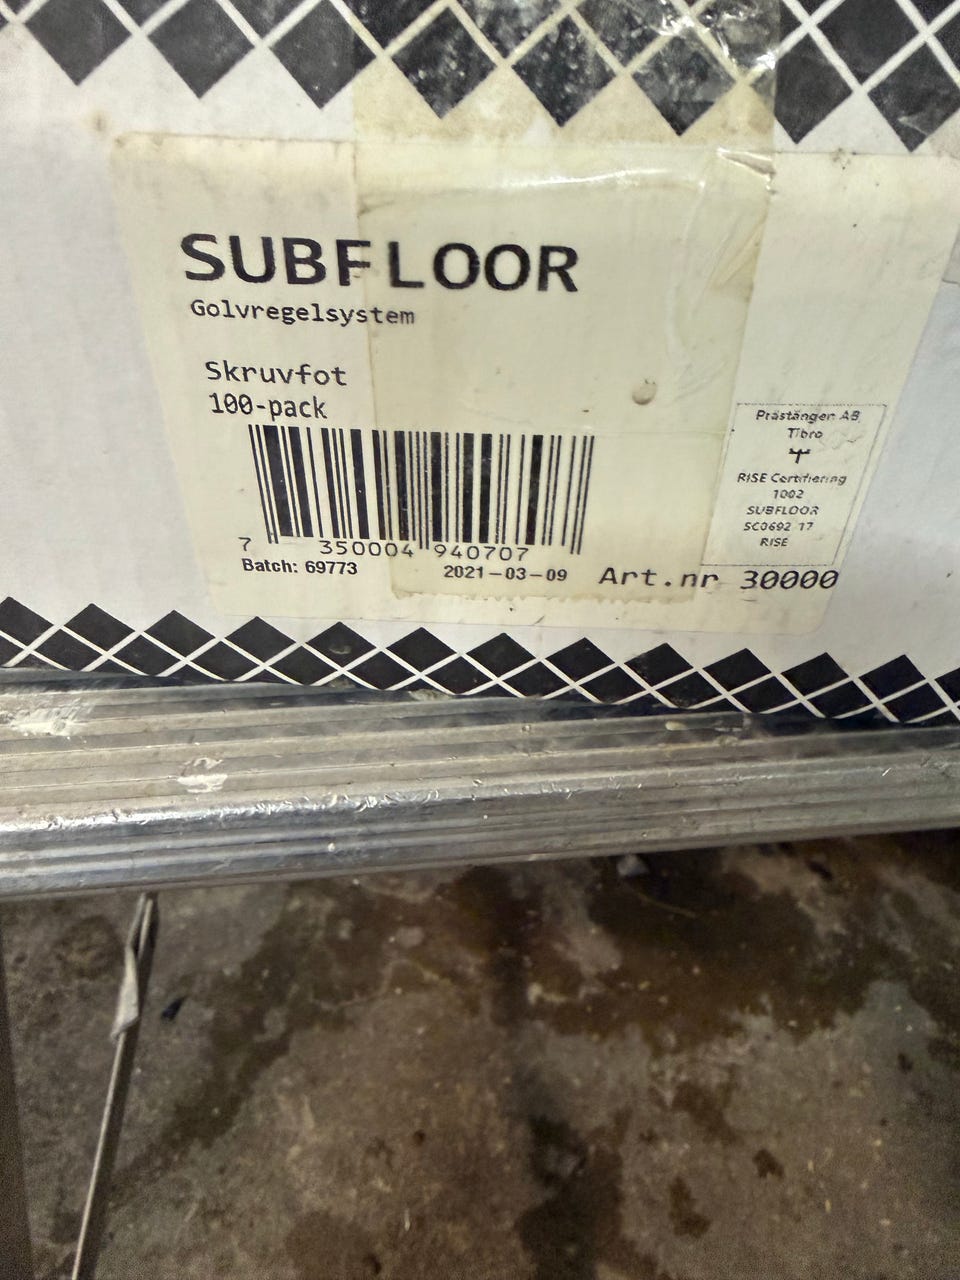 SUBFLOOR
Golvregelsystem
Skruvfot
100-pack
7 350004 940707
Batch: 69773 2021-03-09
Art.nr 30000
Prästängen AB
Tibro
RISE Certifiering
1002
SUBFLOOR
SC0692-17
RISE